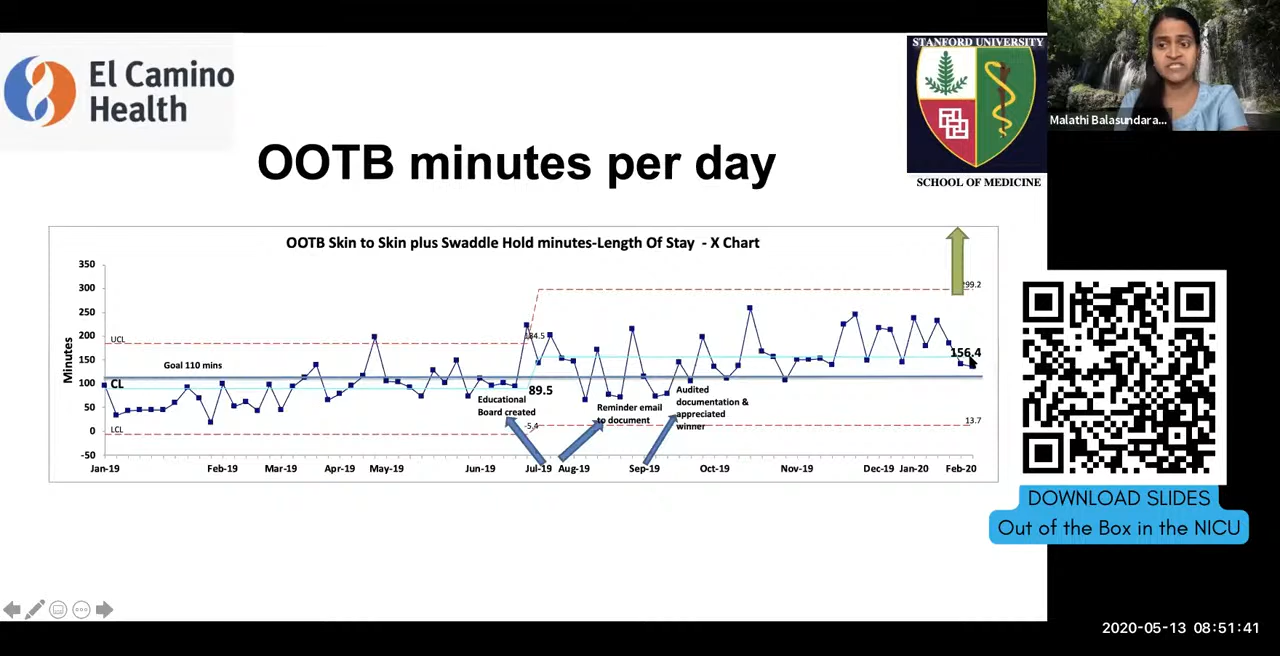 El Camino
Health
STANFORD UNIVERSITY
SCHOOL OF MEDICINE
Malathi Balasundara...
OOTB minutes per day
OOTB Skin to Skin plus Swaddle Hold minutes-Length Of Stay - X Chart
Minutes
350
300
250
200
150
100
50
0
-50
UCL
Goal 110 mins
CL
LCL
184.5
89.5
-5.4
299.2
156.4
13.7
Educational
Board created
Reminder email
to document
Audited
documentation &
appreciated
winner
Jan-19 Feb-19 Mar-19 Apr-19 May-19 Jun-19 Jul-19 Aug-19 Sep-19 Oct-19 Nov-19 Dec-19 Jan-20 Feb-20
DOWNLOAD SLIDES
Out of the Box in the NICU
2020-05-13 08:51:41